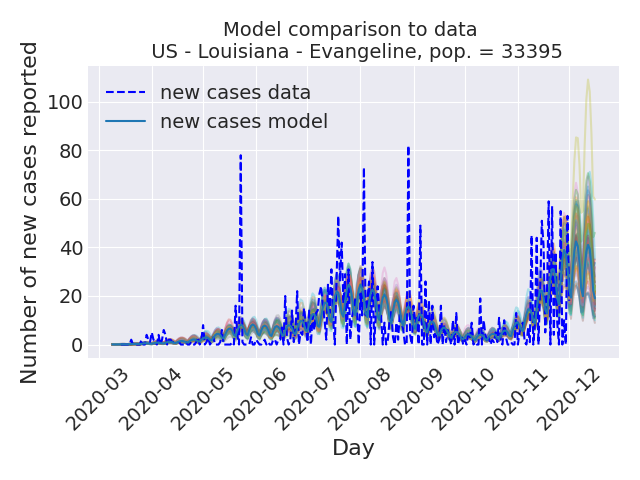 Model comparison to data
US - Louisiana - Evangeline, pop. = 33395
Number of new cases reported
100
80
60
40
20
0
new cases data
new cases model
2020-03
2020-04
2020-05
2020-06
2020-07
2020-08
2020-09
2020-10
2020-11
2020-12
Day